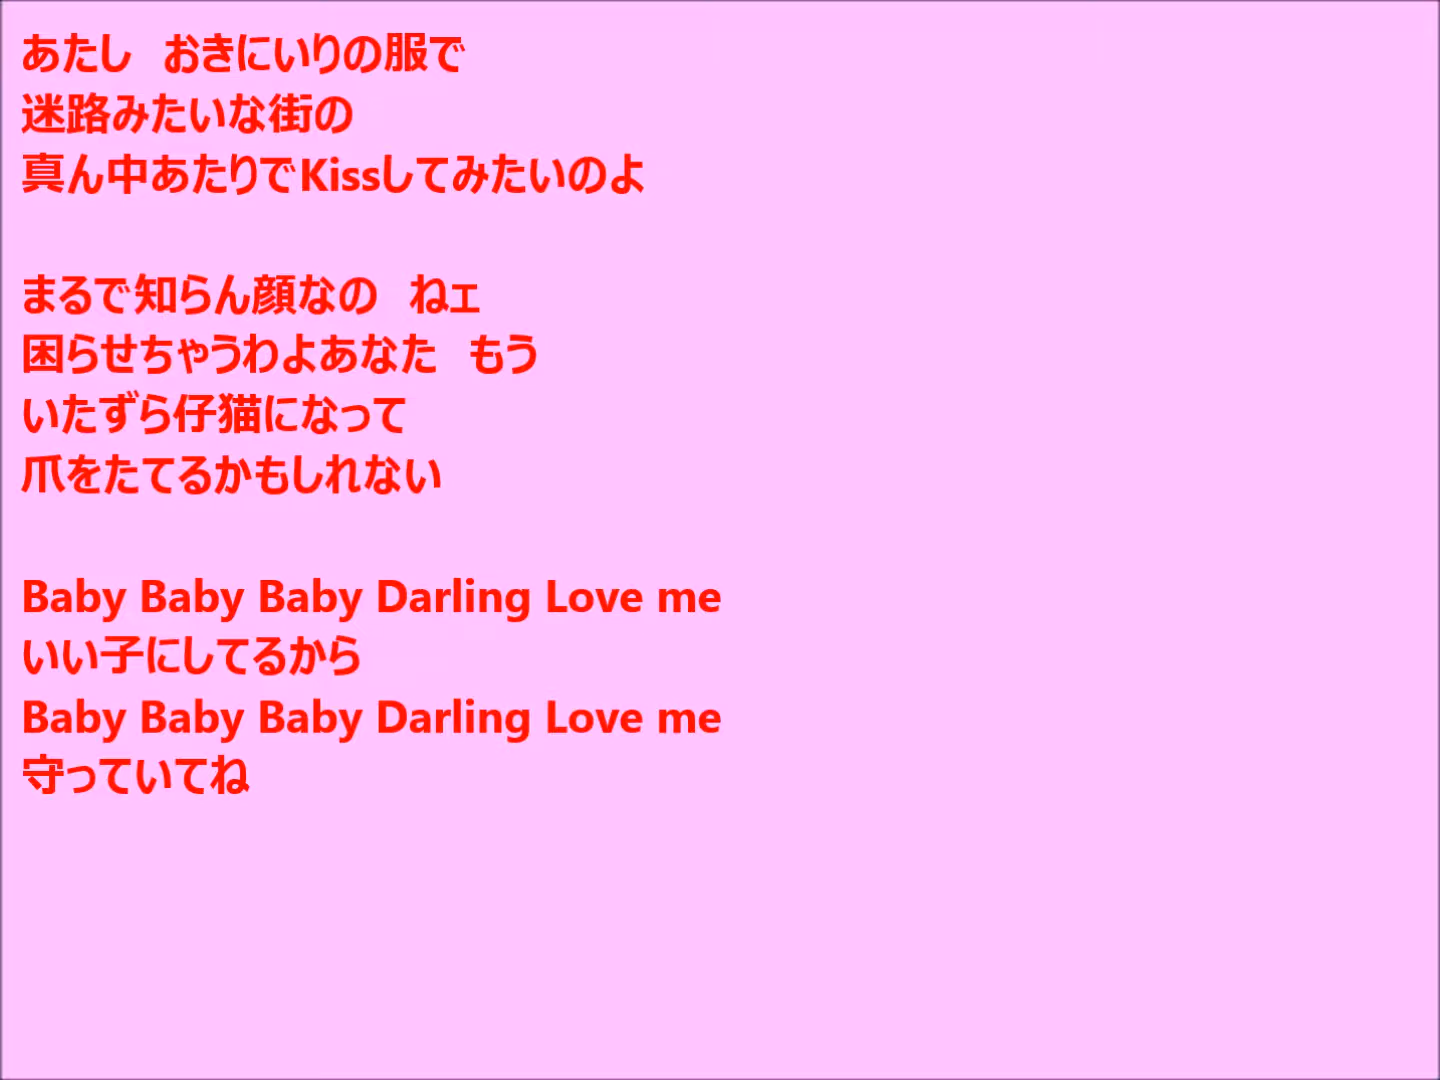 あたし　おきにいりの服で
迷路みたいな街の
真ん中あたりでKissしてみたいのよ
まるで知らん顔なの　ねェ
困らせちゃうわよあなた　もう
いたずら仔猫になって
爪をたてるかもしれない
Baby Baby Baby Darling Love me
いい子にしてるから
Baby Baby Baby Darling Love me
守っていてね